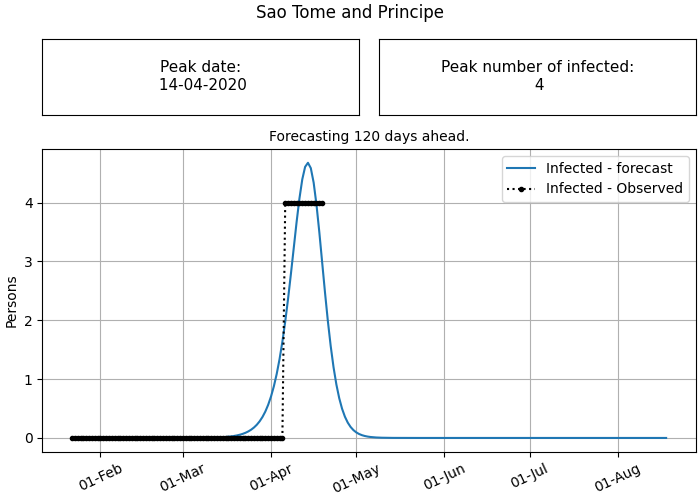 Sao Tome and Principe
Peak date:
14-04-2020
Peak number of infected:
4
Forecasting 120 days ahead.
Infected - forecast
Infected - Observed
4
3
2
1
0
Persons
01-Feb
01-Mar
01-Apr
01-May
01-Jun
01-Jul
01-Aug